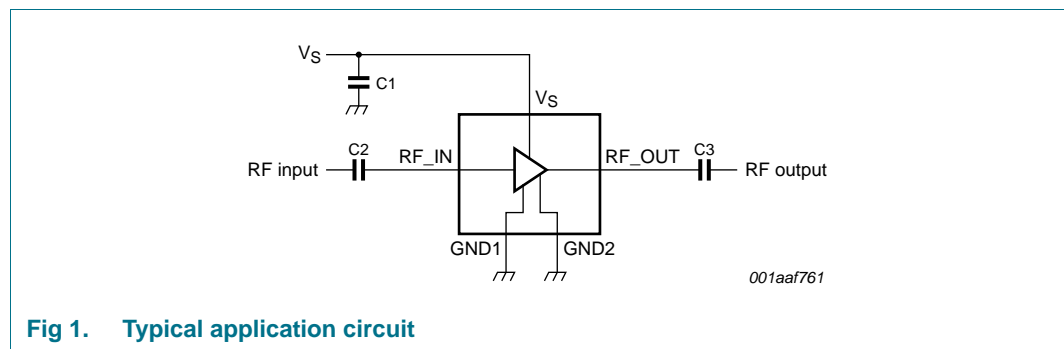 VS
C1
VS
C2
RF_IN
RF_OUT
C3
RF input
RF output
GND1
GND2
001aaf761
Fig 1. Typical application circuit